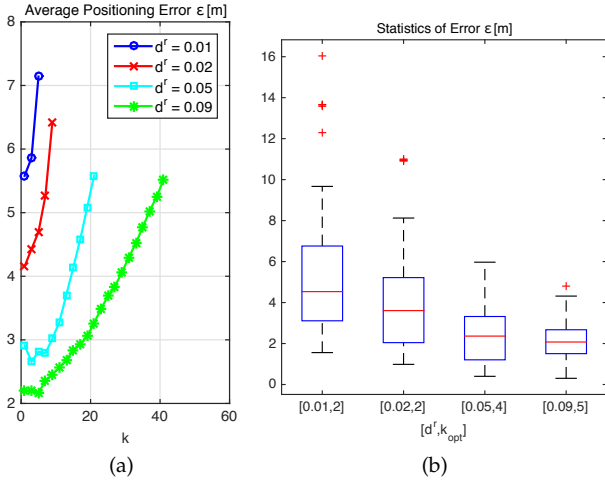 Average Positioning Error ε [m]
8
7
6
5
4
3
2
0
20
40
60
k
dʳ = 0.01
dʳ = 0.02
dʳ = 0.05
dʳ = 0.09
(a)
Statistics of Error ε [m]
16
14
12
10
8
6
4
2
0
[0.01,2]
[0.02,2]
[0.05,4]
[0.09,5]
[dʳ,kₒₚₜ]
(b)